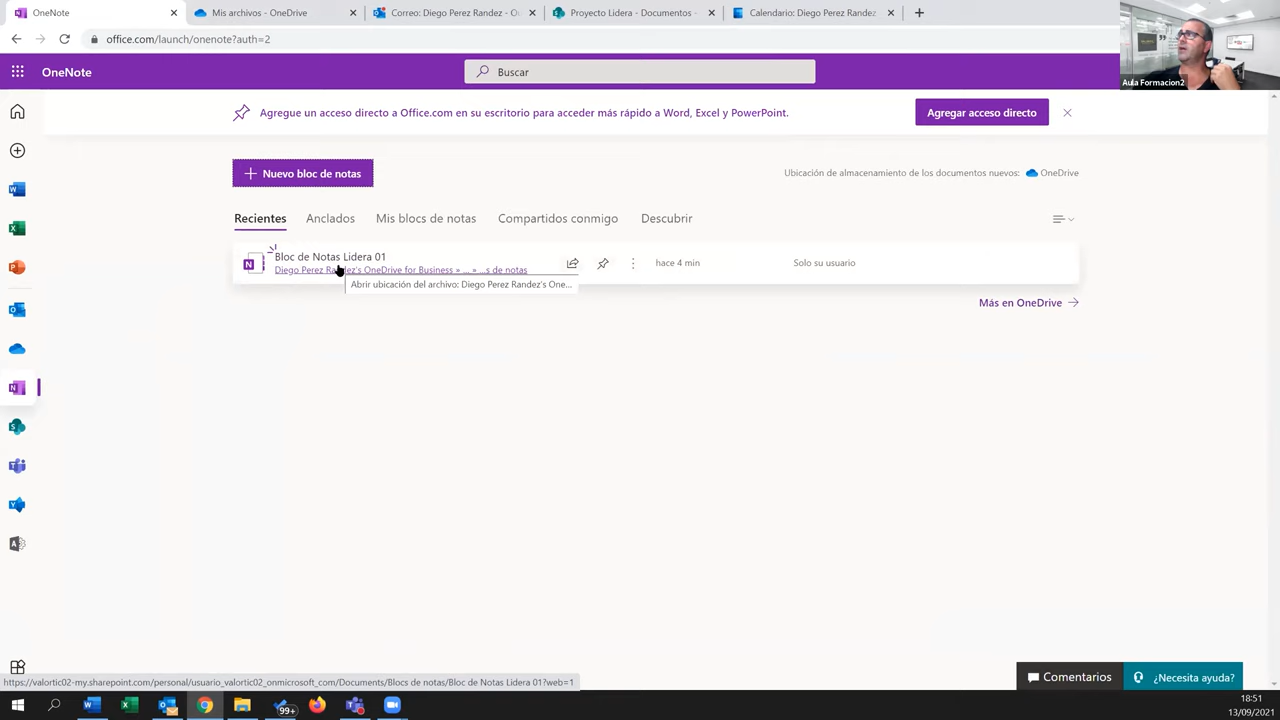 OneNote
Mis archivos - OneDrive
Correo: Diego Perez Randez - Ou
Proyecto Lidera - Documentos -
Calendario: Diego Perez Randez
office.com/launch/onenote?auth=2
OneNote
Buscar
Aula Formacion2
Agregue un acceso directo a Office.com en su escritorio para acceder más rápido a Word, Excel y PowerPoint.
Agregar acceso directo
Nuevo bloc de notas
Ubicación de almacenamiento de los documentos nuevos: OneDrive
Recientes Anclados Mis blocs de notas Compartidos conmigo Descubrir
Bloc de Notas Lidera 01
Diego Perez Randez's OneDrive for Business » ... » ...s de notas
hace 4 min
Solo su usuario
Abrir ubicación del archivo: Diego Perez Randez's One...
Más en OneDrive
Comentarios
¿Necesita ayuda?
https://valortic02-my.sharepoint.com/personal/usuario_valortic02_onmicrosoft_com/Documents/Blocs de notas/Bloc de Notas Lidera 01?web=1
99+
18:51
13/09/2021